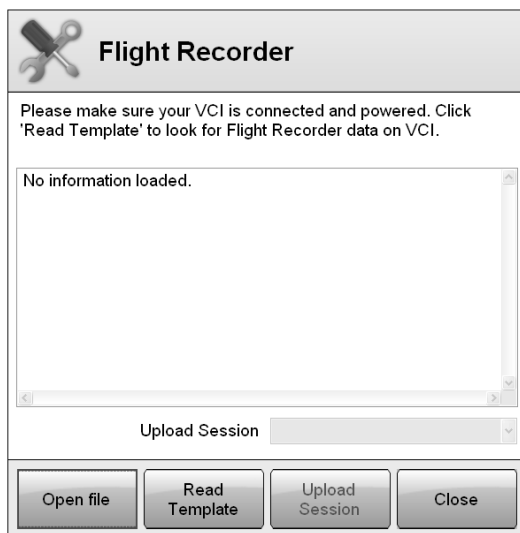 Flight Recorder
Please make sure your VCI is connected and powered. Click
'Read Template' to look for Flight Recorder data on VCI.
No information loaded.
Upload Session
Open file
Read
Template
Upload
Session
Close